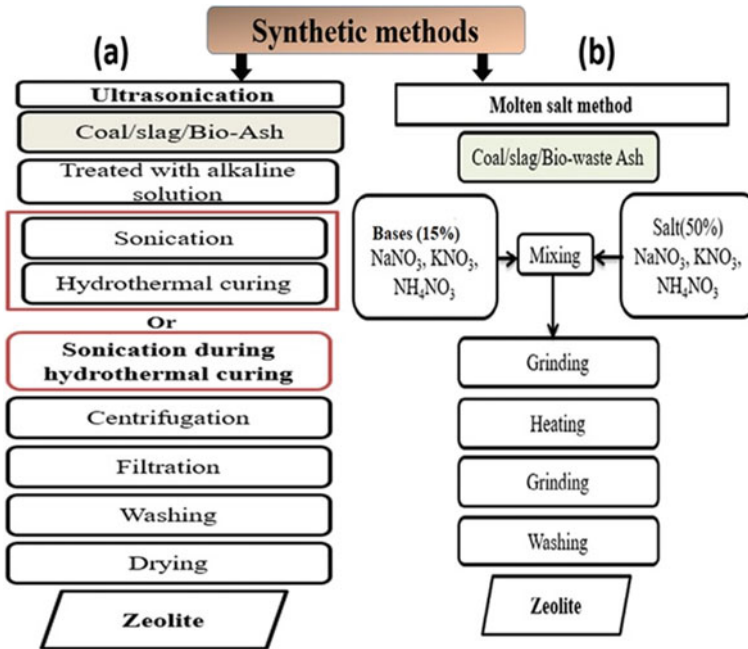 Synthetic methods
(a)
Ultrasonication
Coal/slag/Bio-Ash
Treated with alkaline
solution
Sonication
Hydrothermal curing
Or
Sonication during
hydrothermal curing
Centrifugation
Filtration
Washing
Drying
Zeolite
(b)
Molten salt method
Coal/slag/Bio-waste Ash
Bases (15%)
NaNO₃, KNO₃,
NH₄NO₃
Mixing
Salt(50%)
NaNO₃, KNO₃,
NH₄NO₃
Grinding
Heating
Grinding
Washing
Zeolite